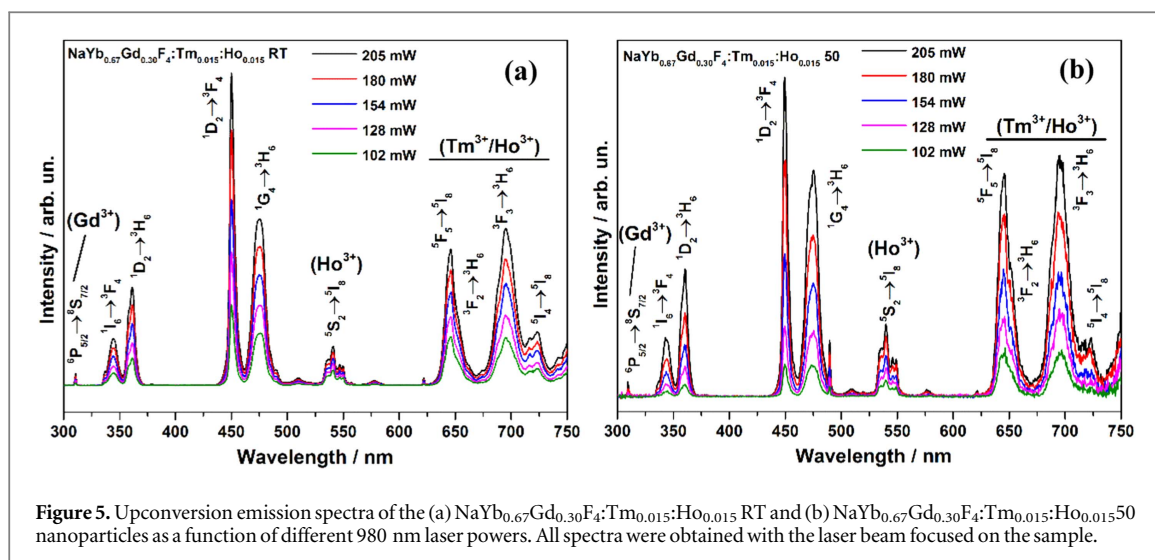 NaYb0.67Gd0.30F4:Tm0.015:Ho0.015 RT
(a)
205 mW
180 mW
154 mW
128 mW
102 mW
(Gd3+)
6P5/2→8S7/2
1I6→3F4
1D2→3H6
1D2→3F4
1G4→3H6
(Ho3+)
5S2→5I8
(Tm3+/Ho3+)
5F5→5I8
3F2→3H6
3F3→3H6
5I4→5I8
Intensity / arb. un.
300 350 400 450 500 550 600 650 700 750
Wavelength / nm
NaYb0.67Gd0.30F4:Tm0.015:Ho0.015 50
(b)
205 mW
180 mW
154 mW
128 mW
102 mW
(Gd3+)
6P5/2→8S7/2
1I6→3F4
1D2→3H6
1D2→3F4
1G4→3H6
(Ho3+)
5S2→5I8
(Tm3+/Ho3+)
5F5→5I8
3F2→3H6
3F3→3H6
5I4→5I8
Intensity / arb. un.
300 350 400 450 500 550 600 650 700 750
Wavelength / nm
Figure 5. Upconversion emission spectra of the (a) NaYb0.67Gd0.30F4:Tm0.015:Ho0.015 RT and (b) NaYb0.67Gd0.30F4:Tm0.015:Ho0.01550
nanoparticles as a function of different 980 nm laser powers. All spectra were obtained with the laser beam focused on the sample.